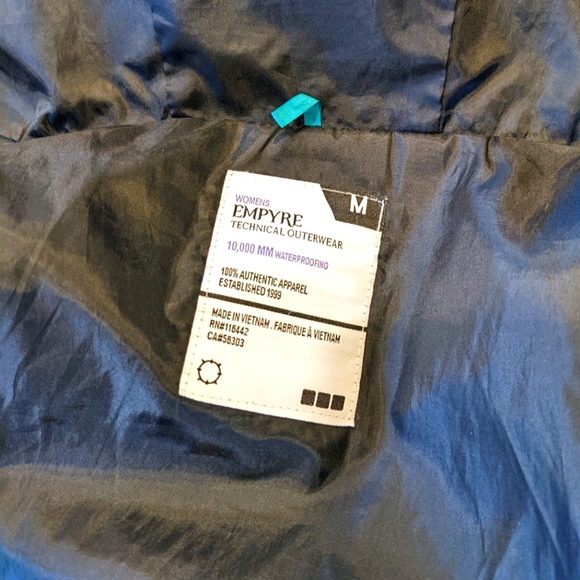 WOMENS
M
EMPYRE
TECHNICAL OUTERWEAR
10,000 MM WATERPROOFING
100% AUTHENTIC APPAREL
ESTABLISHED 1999
MADE IN VIETNAM . FABRIQUE À VIETNAM
RN#116442
CA#58303